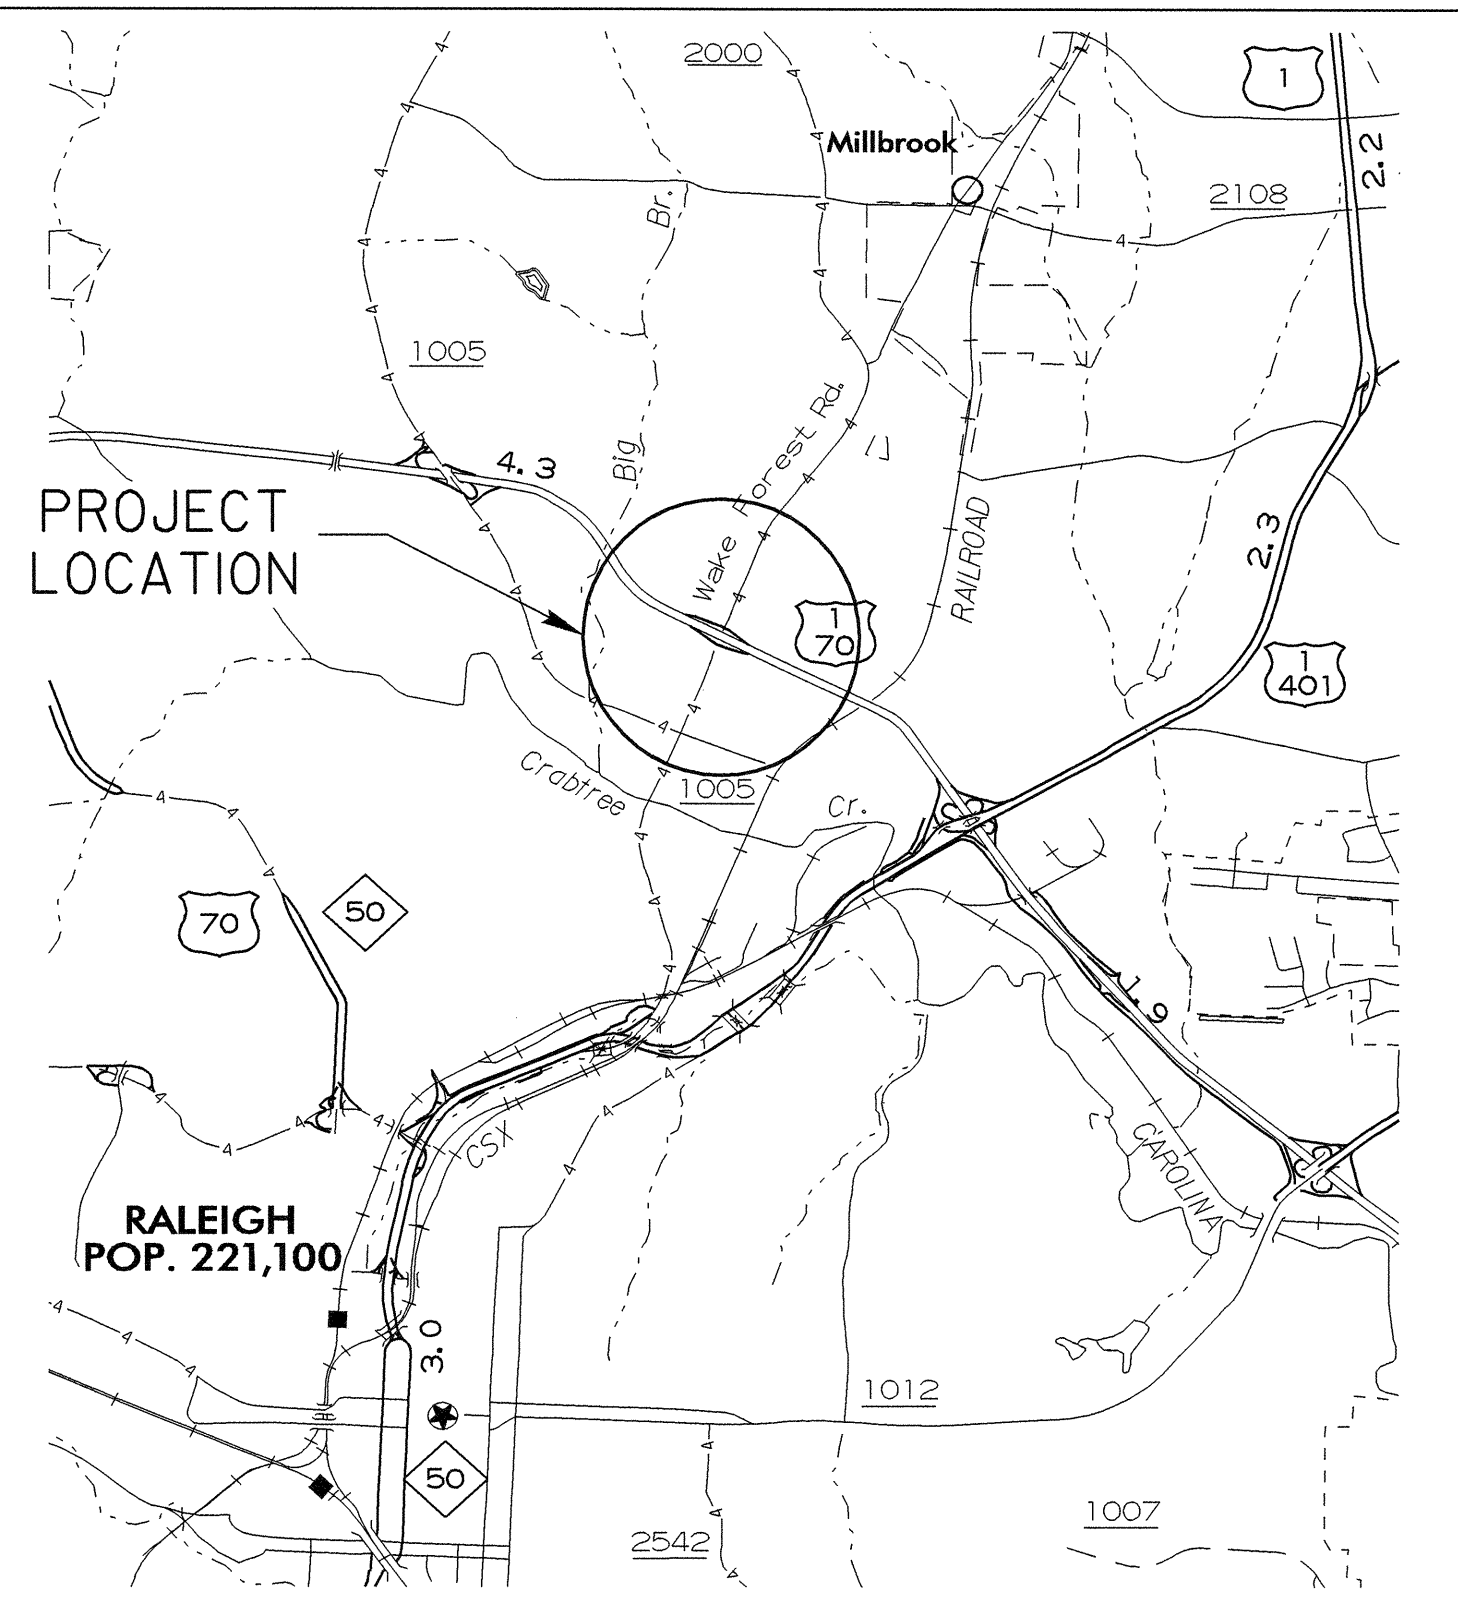 2000
1
Millbrook
2.2
2108
Br.
1005
Wake Forest Rd.
4.3
Big
PROJECT
LOCATION
RAILROAD
2.3
1
70
1
401
Crabtree Cr.
1005
70
50
1.9
CSX
CAROLINA
RALEIGH
POP. 221,100
3.0
1012
50
1007
2542